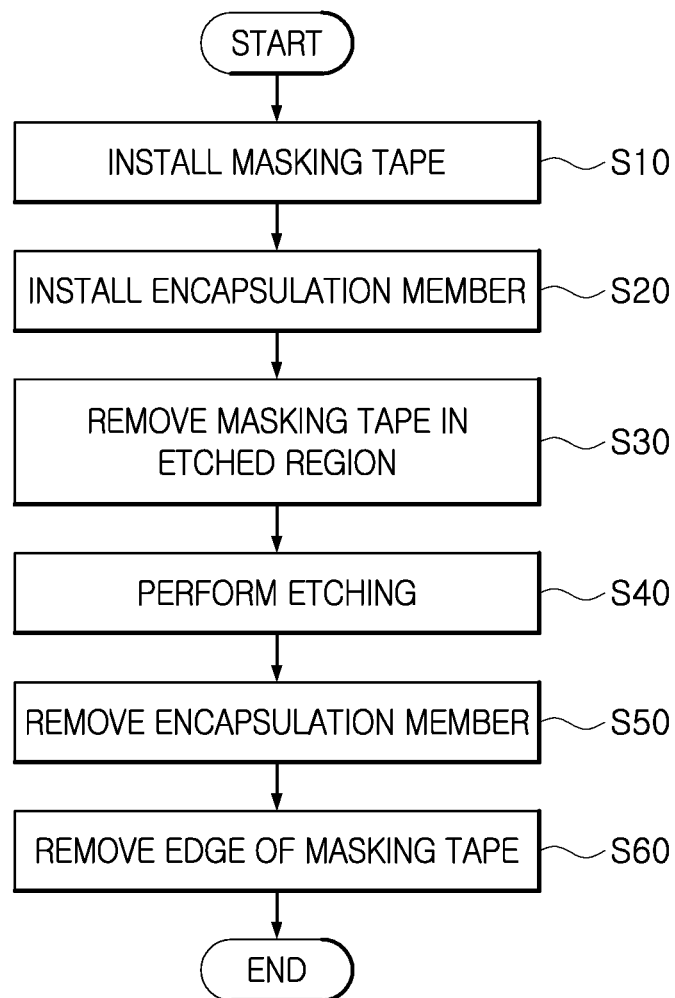 START
INSTALL MASKING TAPE
S10
INSTALL ENCAPSULATION MEMBER
S20
REMOVE MASKING TAPE IN
ETCHED REGION
S30
PERFORM ETCHING
S40
REMOVE ENCAPSULATION MEMBER
S50
REMOVE EDGE OF MASKING TAPE
S60
END